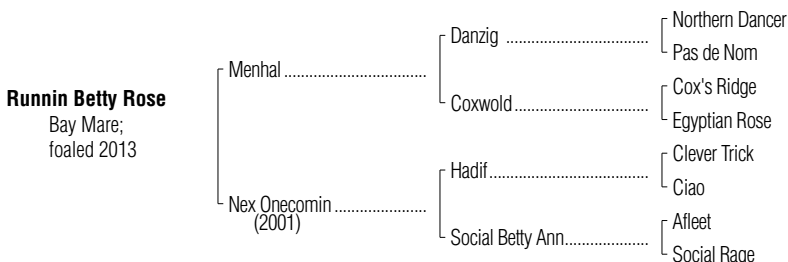 Runnin Betty Rose
Bay Mare;
foaled 2013
Menhal
Nex Onecomin
(2001)
Danzig
Coxwold
Hadif
Social Betty Ann
Northern Dancer
Pas de Nom
Cox's Ridge
Egyptian Rose
Clever Trick
Ciao
Afleet
Social Rage